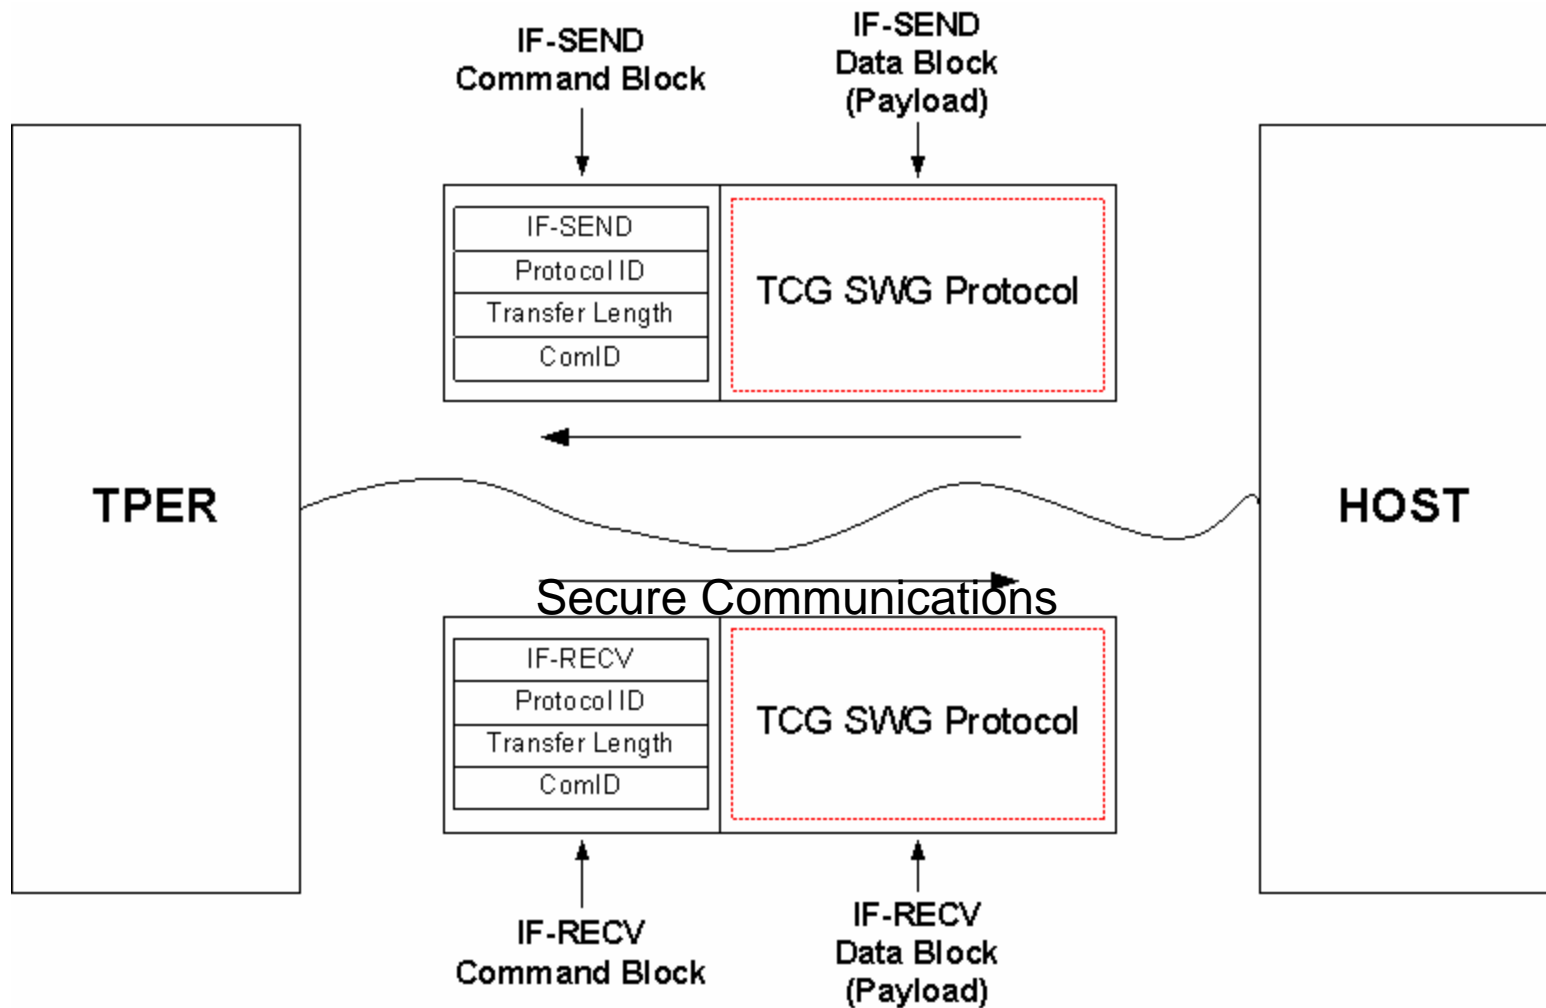 IF-SEND
Command Block
IF-SEND
Data Block
(Payload)
IF-SEND
Protocol ID
Transfer Length
ComID
TCG SWG Protocol
TPER
HOST
Secure Communications
IF-RECV
Protocol ID
Transfer Length
ComID
TCG SWG Protocol
IF-RECV
Command Block
IF-RECV
Data Block
(Payload)